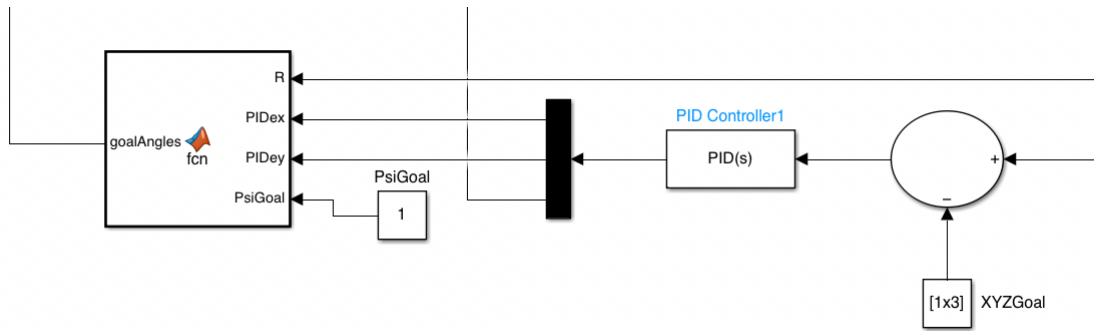 R
PIDex
goalAngles
fcn
PIDey
PsiGoal
PsiGoal
1
PID Controller1
PID(s)
+
−
[1x3]
XYZGoal